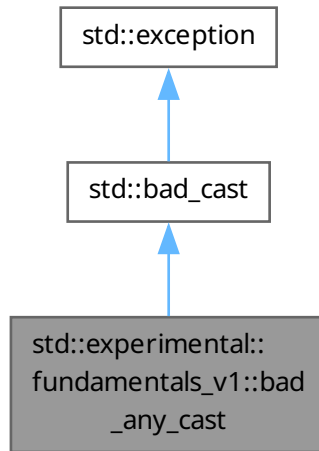 std::exception
std::bad_cast
std::experimental::
fundamentals_v1::bad
_any_cast